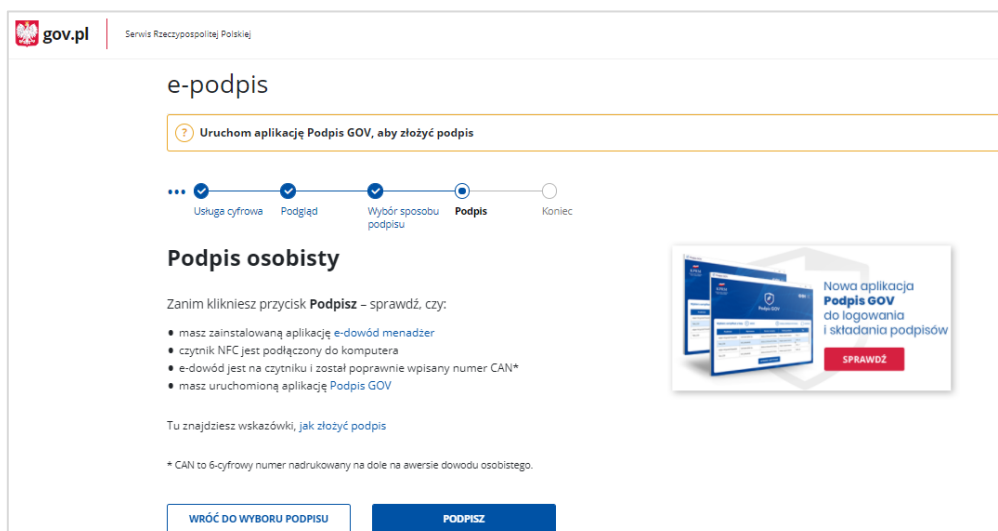 gov.pl
Serwis Rzeczypospolitej Polskiej
e-podpis
? Uruchom aplikację Podpis GOV, aby złożyć podpis
Usługa cyfrowa
Podgląd
Wybór sposobu
podpisu
Podpis
Koniec
Podpis osobisty
Zanim klikniesz przycisk Podpisz – sprawdź, czy:
• masz zainstalowaną aplikację e-dowód menadżer
• czytnik NFC jest podłączony do komputera
• e-dowód jest na czytniku i został poprawnie wpisany numer CAN*
• masz uruchomioną aplikację Podpis GOV
Tu znajdziesz wskazówki, jak złożyć podpis
* CAN to 6-cyfrowy numer nadrukowany na dole na awersie dowodu osobistego.
WRÓĆ DO WYBORU PODPISU
PODPISZ
Podpis GOV
Nowa aplikacja
Podpis GOV
do logowania
i składania podpisów
SPRAWDŹ